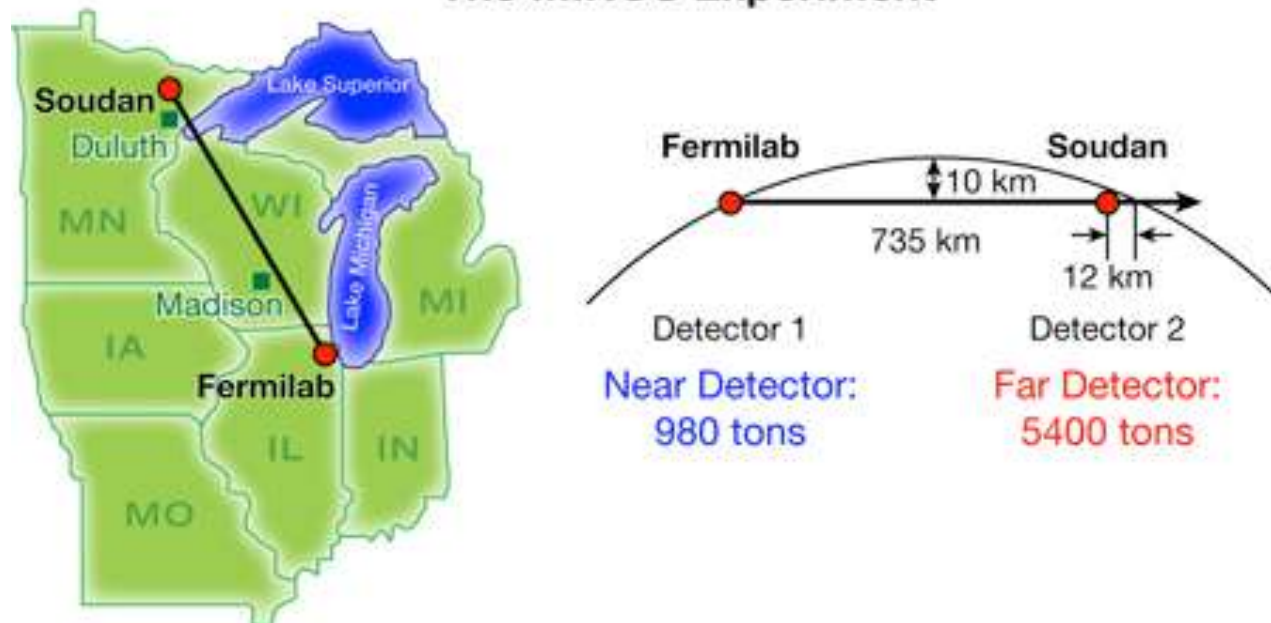 Lake Superior
Soudan
Duluth
MN
WI
Lake Michigan
Madison
MI
IA
Fermilab
IL
IN
MO
Fermilab
Soudan
10 km
735 km
12 km
Detector 1
Detector 2
Near Detector:
980 tons
Far Detector:
5400 tons